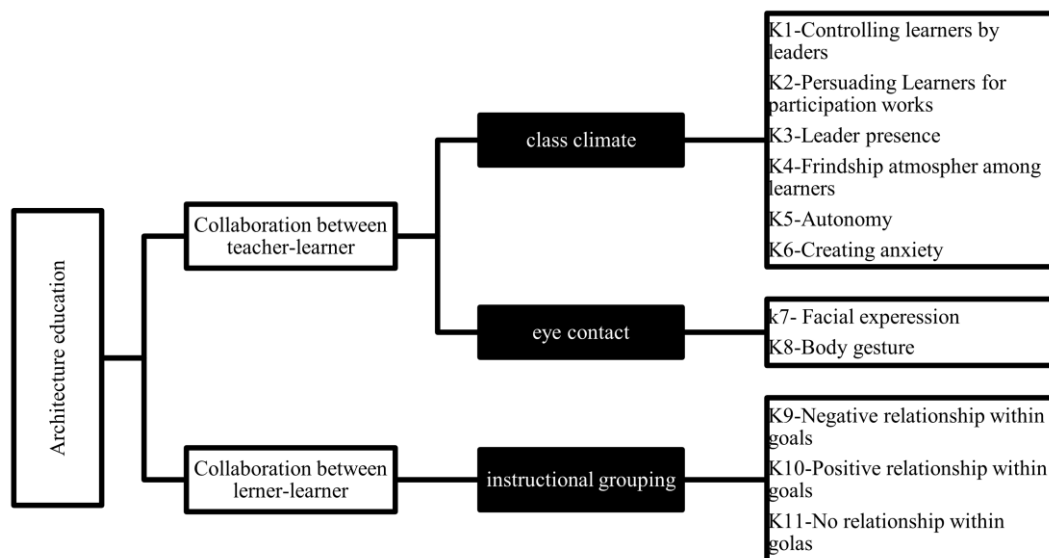 Architecture education
Collaboration between
teacher-learner
Collaboration between
lerner-learner
class climate
eye contact
instructional grouping
K1-Controlling learners by
leaders
K2-Persuading Learners for
participation works
K3-Leader presence
K4-Frindship atmospher among
learners
K5-Autonomy
K6-Creating anxiety
k7- Facial experession
K8-Body gesture
K9-Negative relationship within
goals
K10-Positive relationship within
goals
K11-No relationship within
golas